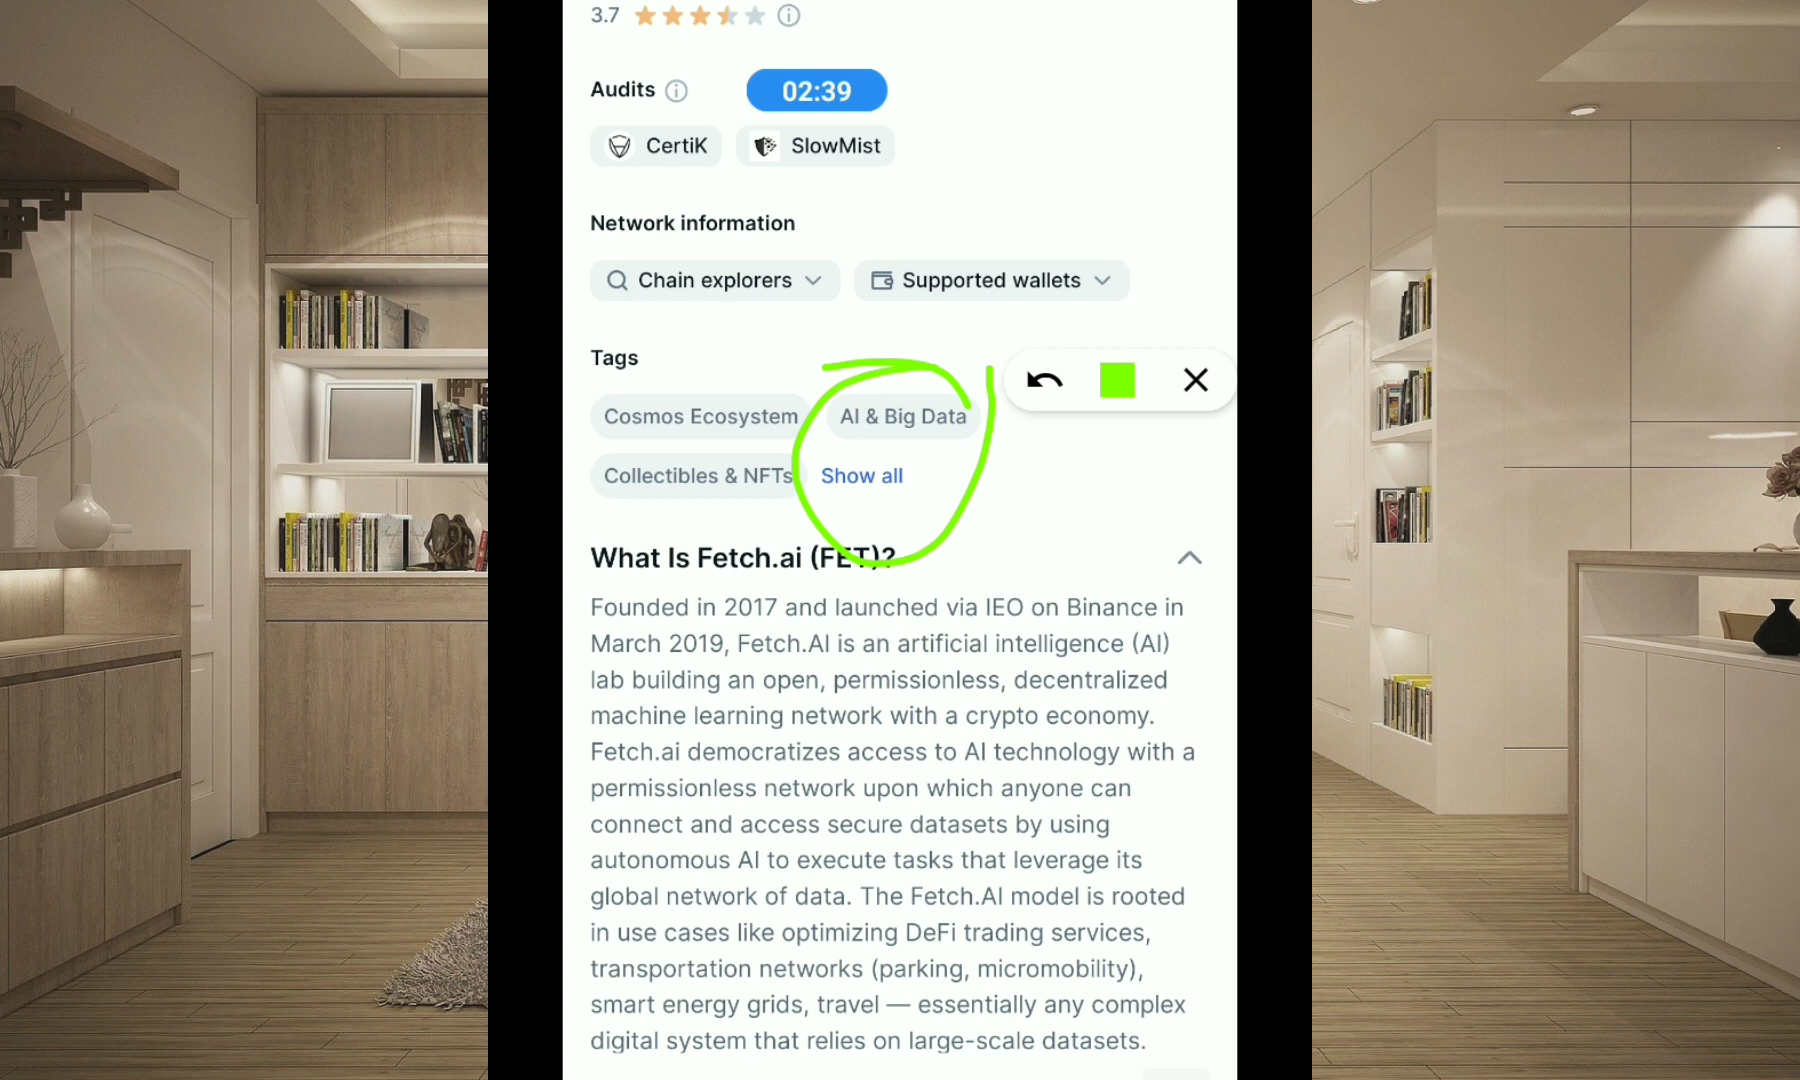 3.7
Audits
02:39
CertiK SlowMist
Network information
Chain explorers Supported wallets
Tags
Cosmos Ecosystem AI & Big Data
Collectibles & NFTs Show all
What Is Fetch.ai (FET)?
Founded in 2017 and launched via IEO on Binance in
March 2019, Fetch.AI is an artificial intelligence (AI)
lab building an open, permissionless, decentralized
machine learning network with a crypto economy.
Fetch.ai democratizes access to AI technology with a
permissionless network upon which anyone can
connect and access secure datasets by using
autonomous AI to execute tasks that leverage its
global network of data. The Fetch.AI model is rooted
in use cases like optimizing DeFi trading services,
transportation networks (parking, micromobility),
smart energy grids, travel — essentially any complex
digital system that relies on large-scale datasets.